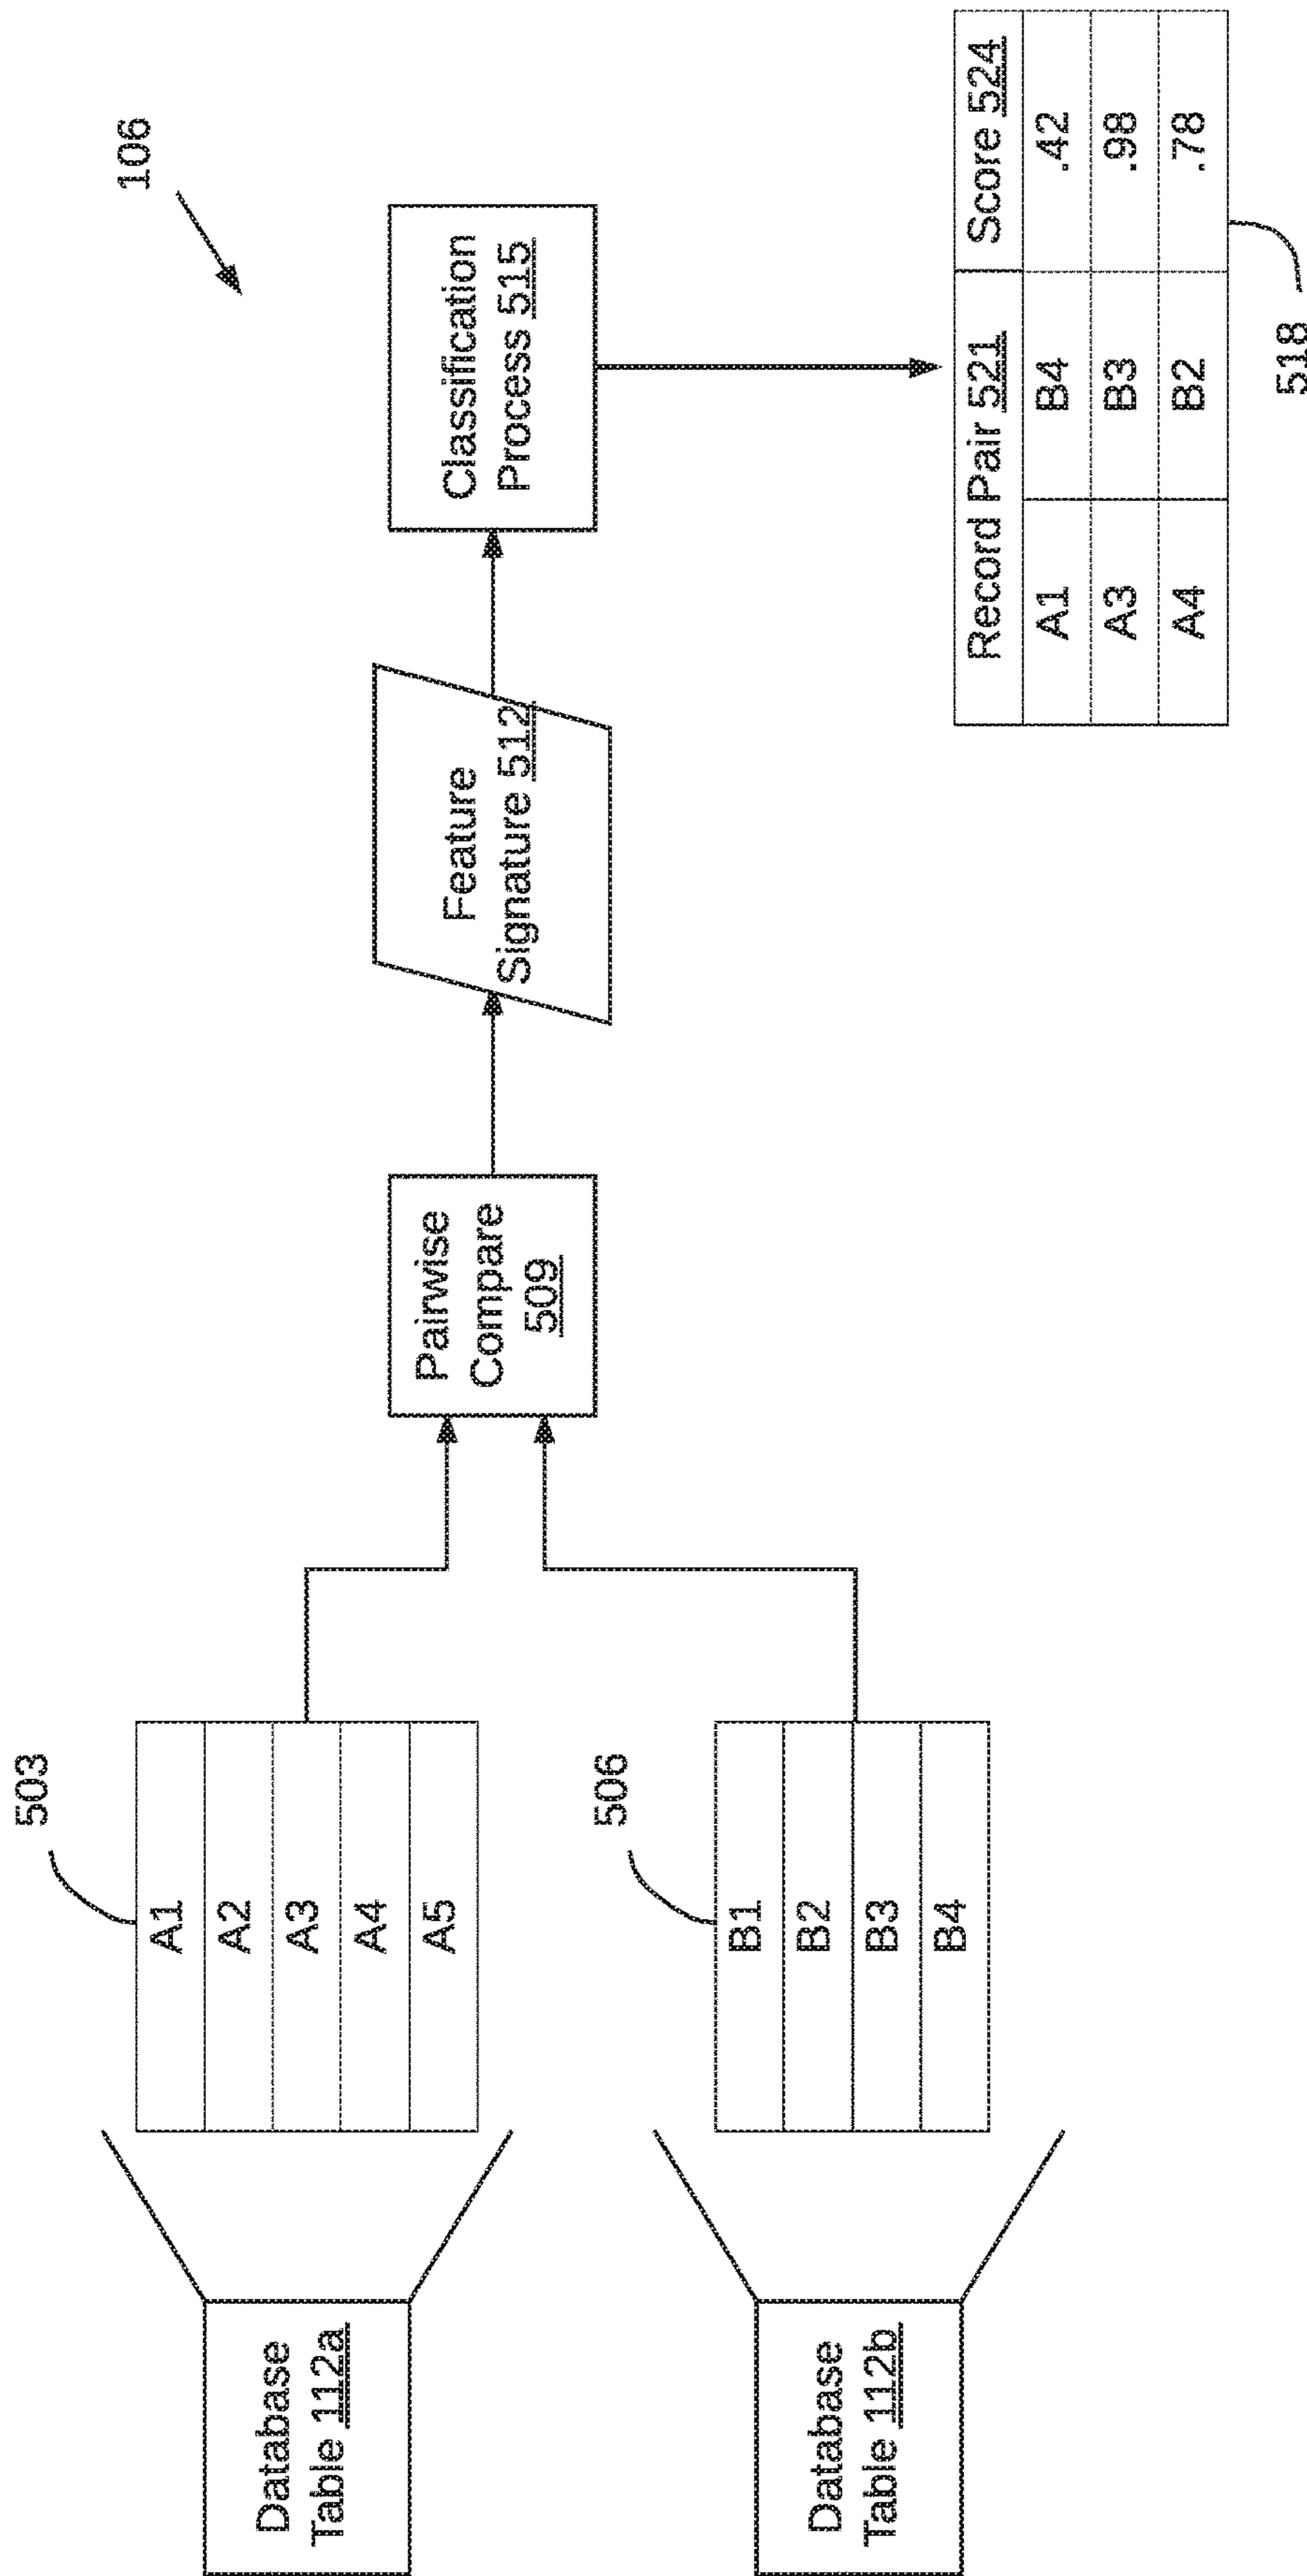 106
503
Database
Table 112a
A1
A2
A3
A4
A5
506
Database
Table 112b
B1
B2
B3
B4
Pairwise
Compare
509
Feature
Signature 512
Classification
Process 515
Record Pair 521 Score 524
A1 B4 .42
A3 B3 .98
A4 B2 .78
518